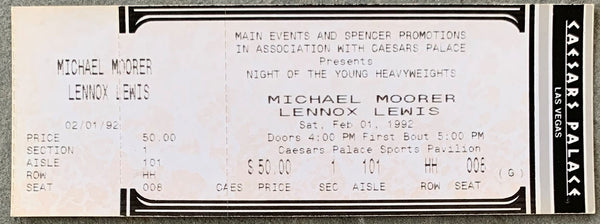 MICHAEL MOORER
LENNOX LEWIS
02/01/92
PRICE 50.00
SECTION 1
AISLE 101
ROW HH
SEAT 008
MAIN EVENTS AND SPENCER PROMOTIONS
IN ASSOCIATION WITH CAESARS PALACE
Presents
NIGHT OF THE YOUNG HEAVYWEIGHTS
MICHAEL MOORER
LENNOX LEWIS
Sat, Feb 01, 1992
Doors 4:00 PM First Bout 5:00 PM
Caesars Palace Sports Pavilion
$50.00 1 101 HH 008
CAES PRICE SEC AISLE ROW SEAT
(G)
CAESARS PALACE
LAS VEGAS